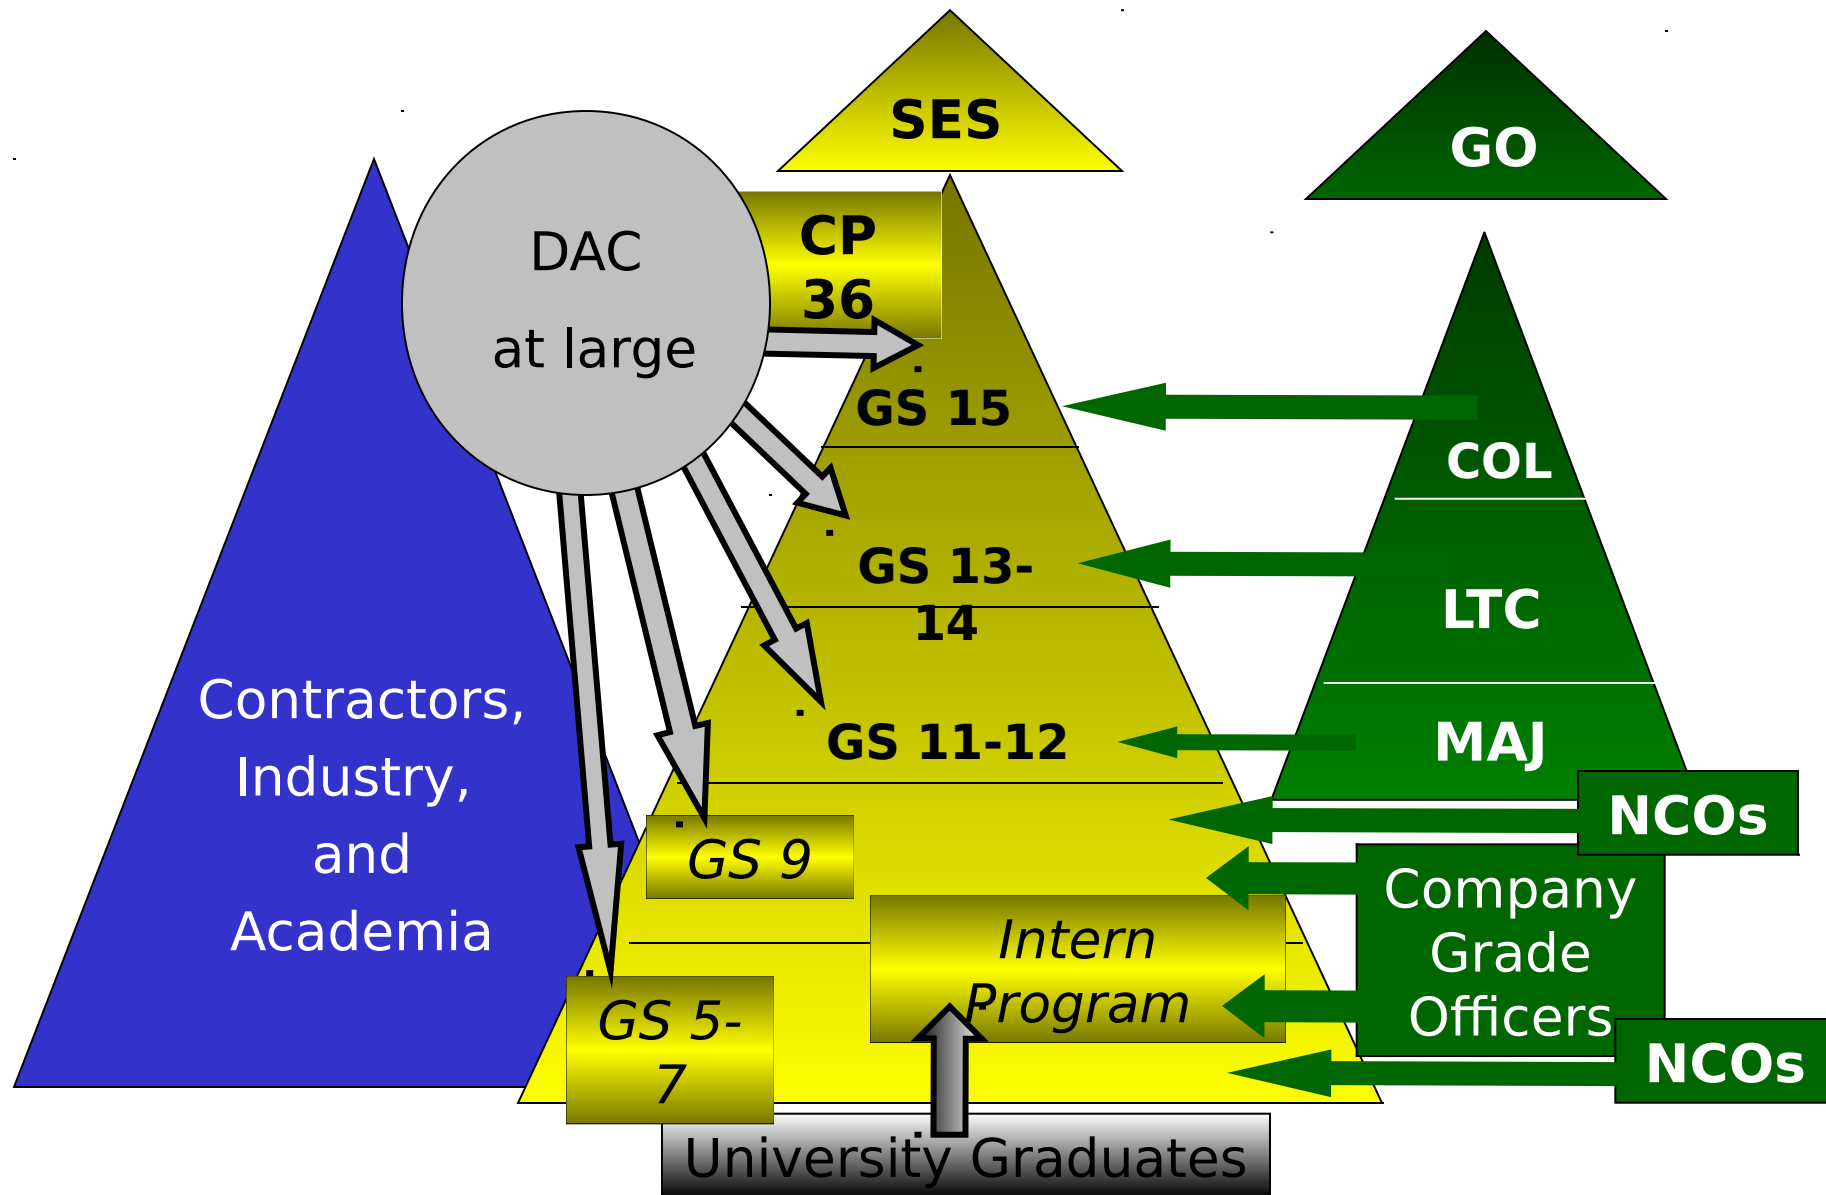 SES
GO
DAC
at large
CP
36
GS 15
COL
GS 13-
14
LTC
GS 11-12
MAJ
Contractors,
Industry,
and
Academia
NCOs
GS 9
Company
Grade
Officers
Intern
Program
GS 5-
7
NCOs
University Graduates